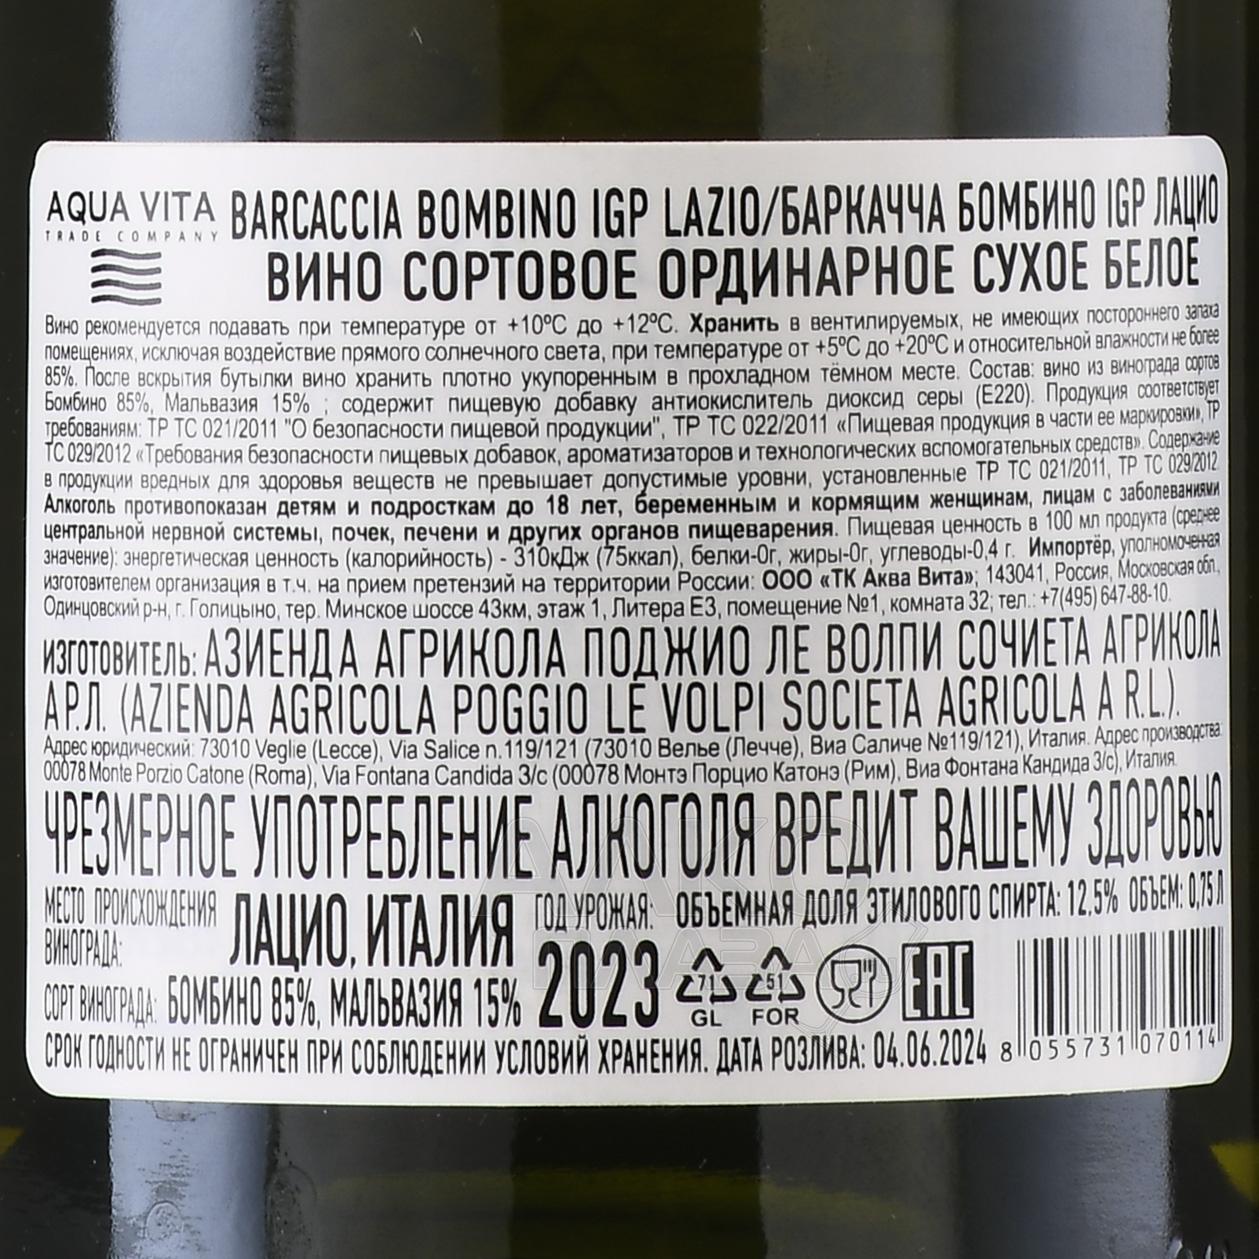 AQUA VITA
TRADE COMPANY
BARCACCIA BOMBINO IGP LAZIO/БАРКАЧЧА БОМБИНО IGP ЛАЦИО
ВИНО СОРТОВОЕ ОРДИНАРНОЕ СУХОЕ БЕЛОЕ
Вино рекомендуется подавать при температуре от +10ºС до +12ºС. Хранить в вентилируемых, не имеющих постороннего запаха
помещениях, исключая воздействие прямого солнечного света, при температуре от +5ºС до +20ºС и относительной влажности не более
85%. После вскрытия бутылки вино хранить плотно укупоренным в прохладном тёмном месте. Состав: вино из винограда сортов
Бомбино 85%, Мальвазия 15% ; содержит пищевую добавку антиокислитель диоксид серы (Е220). Продукция соответствует
требованиям: ТР ТС 021/2011 "О безопасности пищевой продукции", ТР ТС 022/2011 «Пищевая продукция в части ее маркировки», ТР
ТС 029/2012 «Требования безопасности пищевых добавок, ароматизаторов и технологических вспомогательных средств». Содержание
в продукции вредных для здоровья веществ не превышает допустимые уровни, установленные ТР ТС 021/2011, ТР ТС 029/2012.
Алкоголь противопоказан детям и подросткам до 18 лет, беременным и кормящим женщинам, лицам с заболеваниями
центральной нервной системы, почек, печени и других органов пищеварения. Пищевая ценность в 100 мл продукта (среднее
значение): энергетическая ценность (калорийность) - 310кДж (75ккал), белки-0г, жиры-0г, углеводы-0,4 г. Импортёр, уполномоченная
изготовителем организация в т.ч. на прием претензий на территории России: ООО «ТК Аква Вита»; 143041, Россия, Московская обл.,
Одинцовский р-н, г. Голицыно, тер. Минское шоссе 43км, этаж 1, Литера Е3, помещение №1, комната 32; тел.: +7(495) 647-88-10.
ИЗГОТОВИТЕЛЬ: АЗИЕНДА АГРИКОЛА ПОДЖИО ЛЕ ВОЛПИ СОЧИЕТА АГРИКОЛА
А Р.Л. (AZIENDA AGRICOLA POGGIO LE VOLPI SOCIETA AGRICOLA A R.L.).
Адрес юридический: 73010 Veglie (Lecce), Via Salice n.119/121 (73010 Велье (Лечче), Виа Саличе №119/121), Италия. Адрес производства:
00078 Monte Porzio Catone (Roma), Via Fontana Candida 3/c (00078 Монтэ Порцио Катонэ (Рим), Виа Фонтана Кандида 3/с), Италия.
ЧРЕЗМЕРНОЕ УПОТРЕБЛЕНИЕ АЛКОГОЛЯ ВРЕДИТ ВАШЕМУ ЗДОРОВЬЮ
МЕСТО ПРОИСХОЖДЕНИЯ
ВИНОГРАДА:
ЛАЦИО, ИТАЛИЯ
ГОД УРОЖАЯ:
2023
ОБЪЕМНАЯ ДОЛЯ ЭТИЛОВОГО СПИРТА: 12,5% ОБЪЕМ: 0,75 Л
71
GL
51
FOR
EAC
СОРТ ВИНОГРАДА: БОМБИНО 85%, МАЛЬВАЗИЯ 15%
СРОК ГОДНОСТИ НЕ ОГРАНИЧЕН ПРИ СОБЛЮДЕНИИ УСЛОВИЙ ХРАНЕНИЯ. ДАТА РОЗЛИВА: 04.06.2024
8 055731 070114